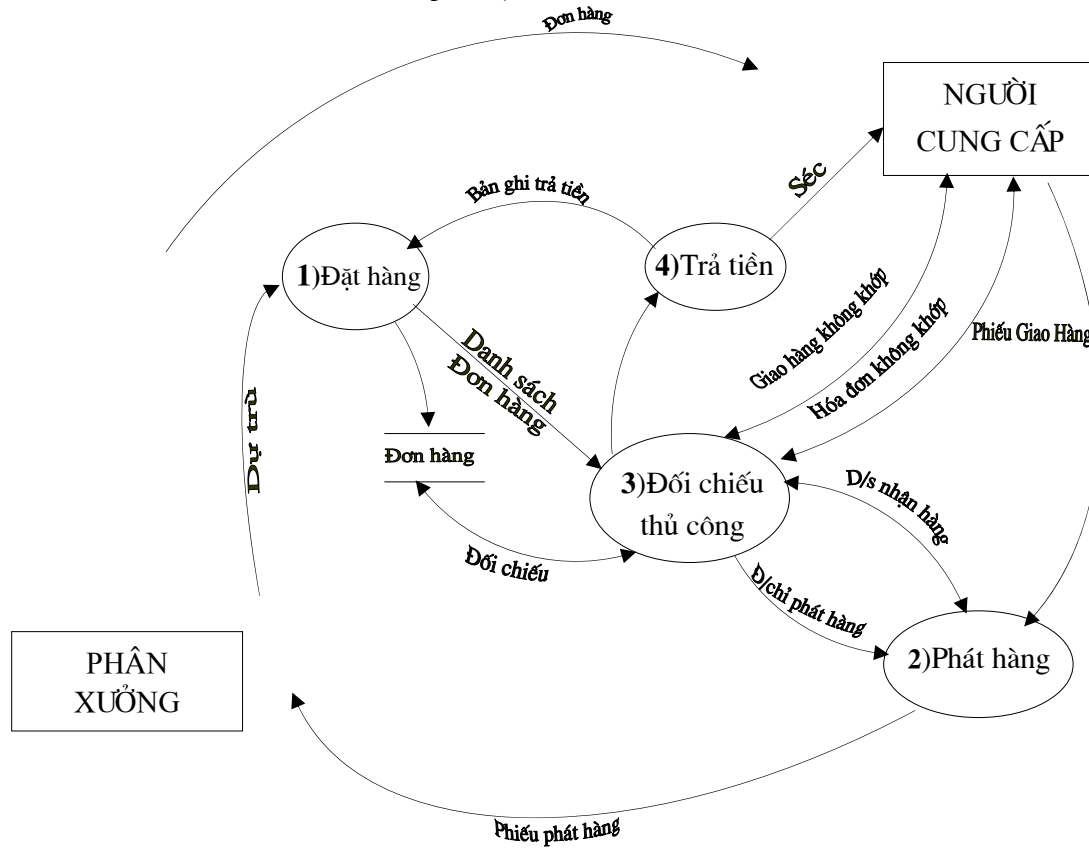 Đơn hàng
NGƯỜI
CUNG CẤP
Séc
Bản ghi trả tiền
1)Đặt hàng
4)Trả tiền
Giao hàng không khớp
Hóa đơn không khớp
Phiếu Giao Hàng
Danh sách
Đơn hàng
Dự trù
Đơn hàng
3)Đối chiếu
thủ công
D/s nhận hàng
Đối chiếu
Đ/chỉ phát hàng
PHÂN
XƯỞNG
2)Phát hàng
Phiếu phát hàng